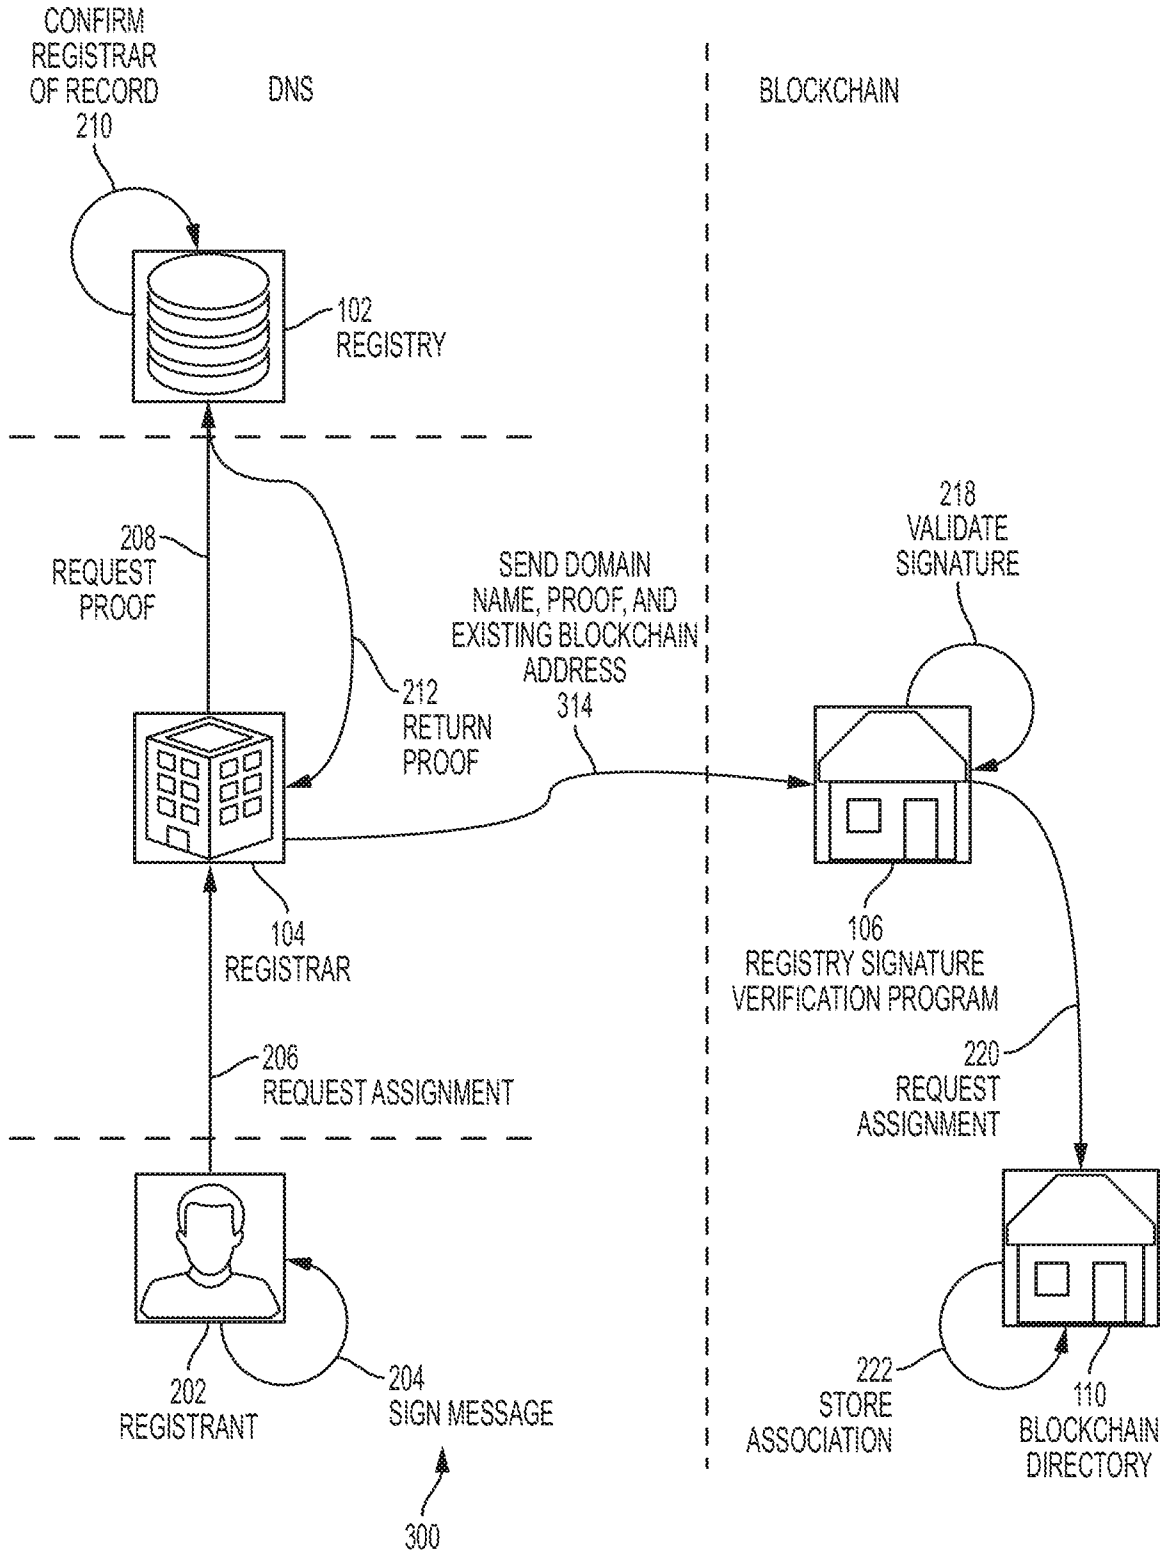 CONFIRM
REGISTRAR
OF RECORD
210
DNS
BLOCKCHAIN
102
REGISTRY
208
REQUEST
PROOF
212
RETURN
PROOF
SEND DOMAIN
NAME, PROOF, AND
EXISTING BLOCKCHAIN
ADDRESS
314
218
VALIDATE
SIGNATURE
104
REGISTRAR
106
REGISTRY SIGNATURE
VERIFICATION PROGRAM
206
REQUEST ASSIGNMENT
220
REQUEST
ASSIGNMENT
202
REGISTRANT
204
SIGN MESSAGE
222
STORE
ASSOCIATION
110
BLOCKCHAIN
DIRECTORY
300